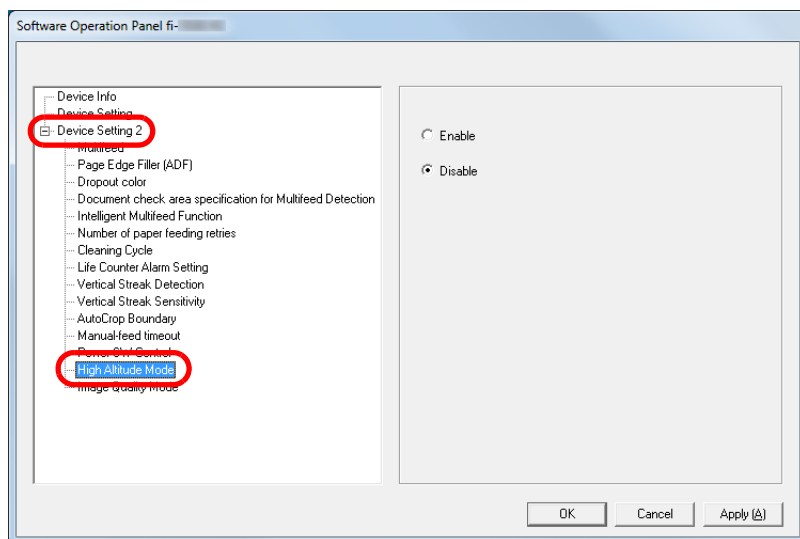 Software Operation Panel fi-
Device Info
Device Setting
Device Setting 2
Multifeed
Page Edge Filler (ADF)
Dropout color
Document check area specification for Multifeed Detection
Intelligent Multifeed Function
Number of paper feeding retries
Cleaning Cycle
Life Counter Alarm Setting
Vertical Streak Detection
Vertical Streak Sensitivity
AutoCrop Boundary
Manual-feed timeout
Power SW Control
High Altitude Mode
Image Quality Mode
Enable
Disable
OK Cancel Apply (A)